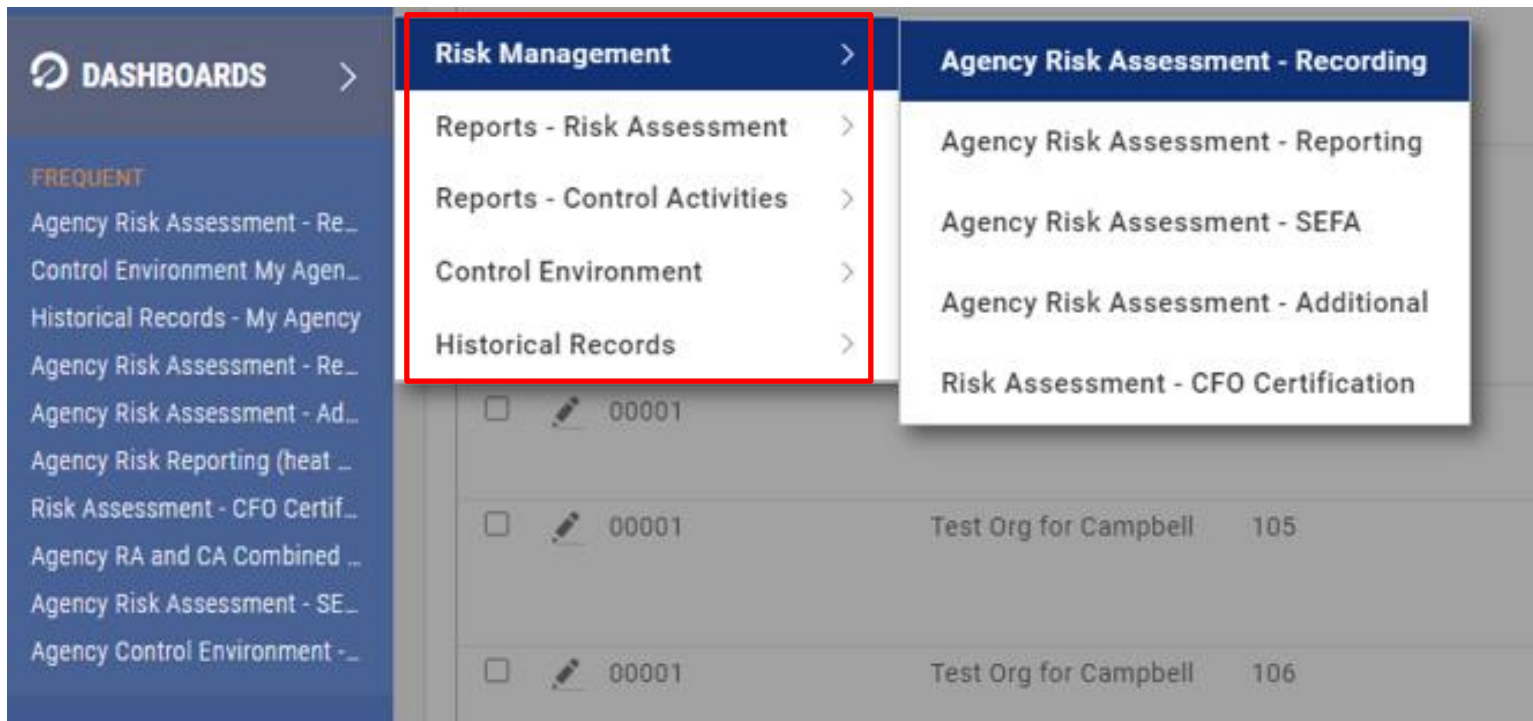 DASHBOARDS
FREQUENT
Agency Risk Assessment - Re...
Control Environment My Agen...
Historical Records - My Agency
Agency Risk Assessment - Re...
Agency Risk Assessment - Ad...
Agency Risk Reporting (heat ...
Risk Assessment - CFO Certif...
Agency RA and CA Combined ...
Agency Risk Assessment - SE...
Agency Control Environment -...
Risk Management
Reports - Risk Assessment
Reports - Control Activities
Control Environment
Historical Records
Agency Risk Assessment - Recording
Agency Risk Assessment - Reporting
Agency Risk Assessment - SEFA
Agency Risk Assessment - Additional
Risk Assessment - CFO Certification
00001
00001 Test Org for Campbell 105
00001 Test Org for Campbell 106